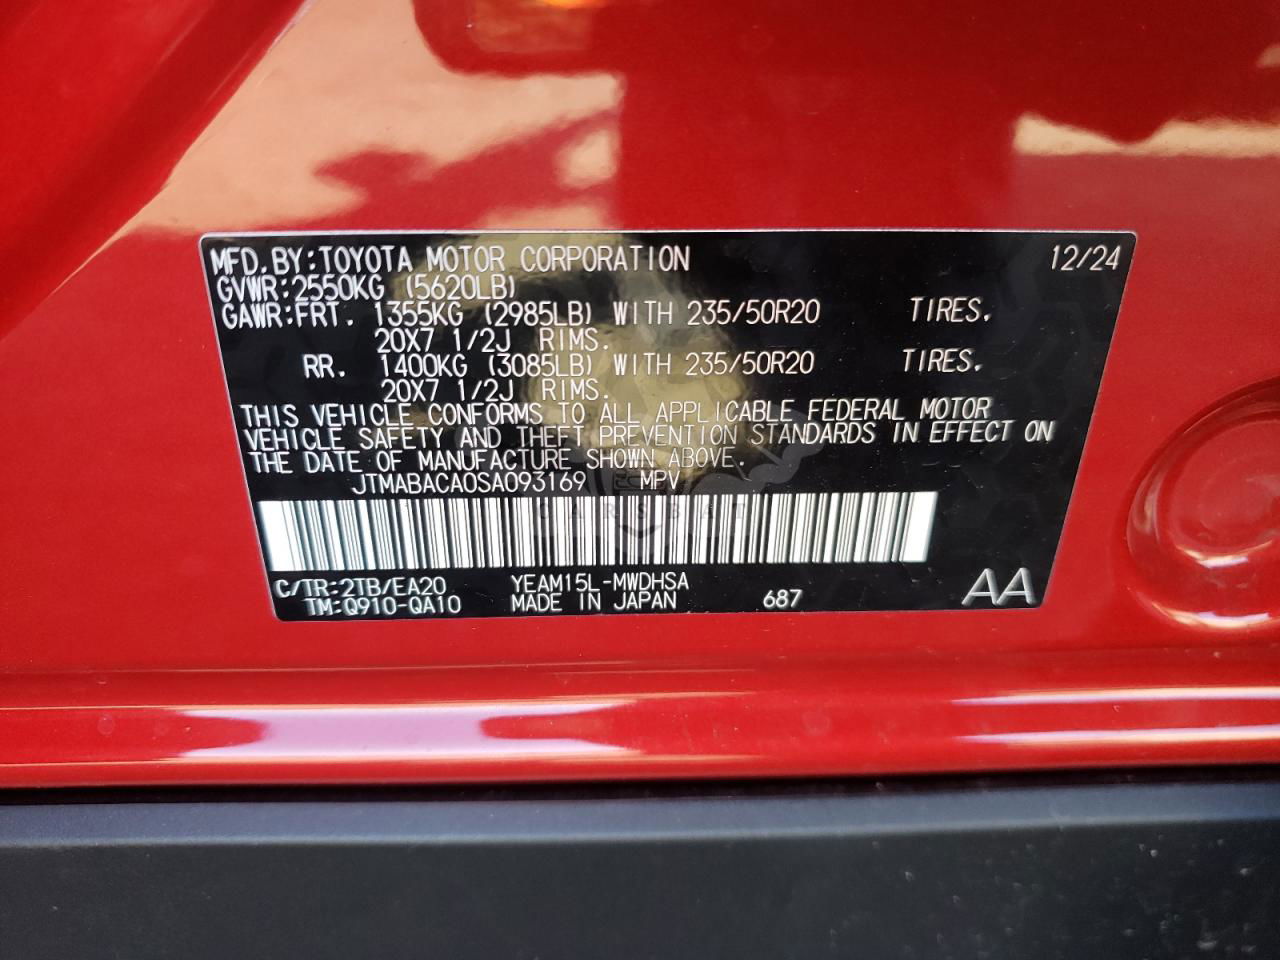 MFD.BY:TOYOTA MOTOR CORPORATION 12/24
GVWR:2550KG (5620LB)
GAWR:FRT. 1355KG (2985LB) WITH 235/50R20 TIRES.
20X7 1/2J RIMS.
RR. 1400KG (3085LB) WITH 235/50R20 TIRES.
20X7 1/2J RIMS.
THIS VEHICLE CONFORMS TO ALL APPLICABLE FEDERAL MOTOR
VEHICLE SAFETY AND THEFT PREVENTION STANDARDS IN EFFECT ON
THE DATE OF MANUFACTURE SHOWN ABOVE.
JTMABACA0SA093169 MPV
CARSBAT
C/TR:2TB/EA20 YEAM15L-MWDHSA
TM:Q910-QA10 MADE IN JAPAN 687 AA